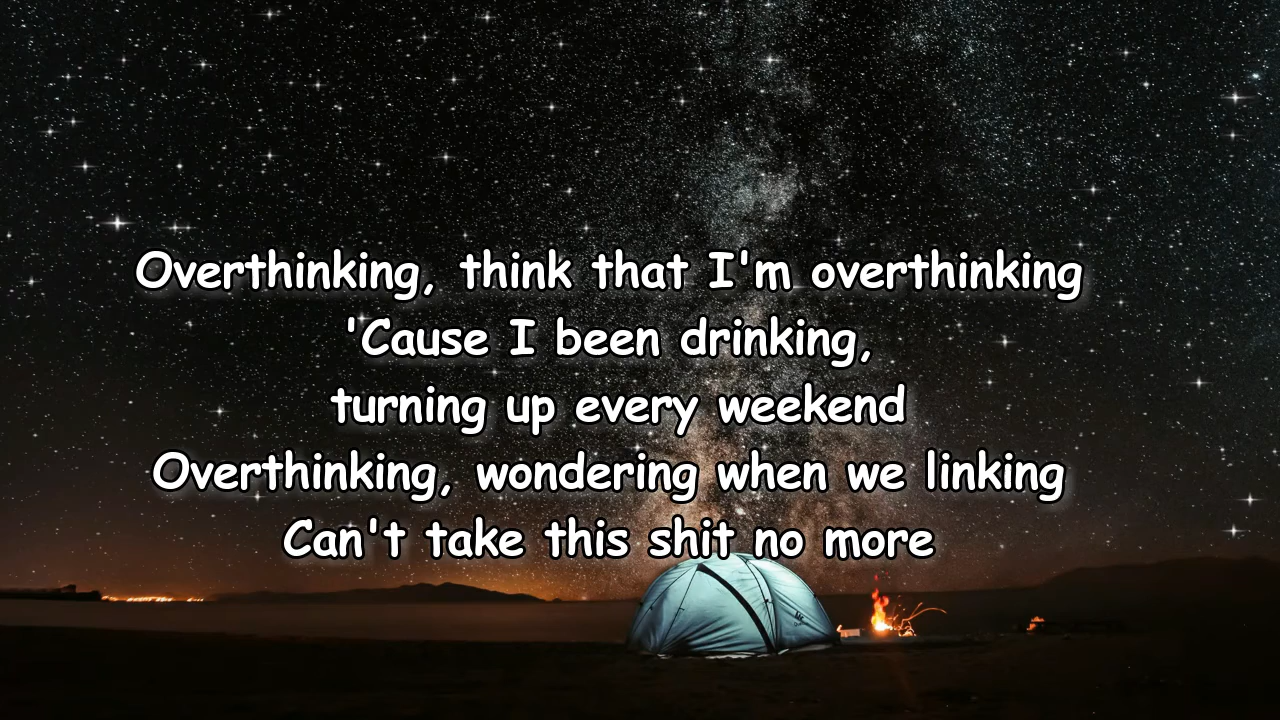 Overthinking, think that I'm overthinking
'Cause I been drinking,
turning up every weekend
Overthinking, wondering when we linking
Can't take this shit no more